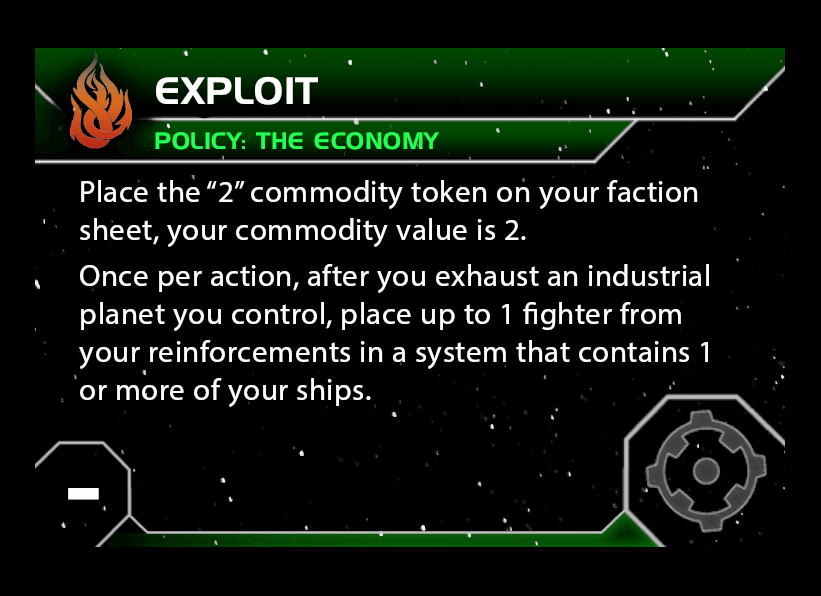 EXPLOIT
POLICY: THE ECONOMY
Place the “2” commodity token on your faction
sheet, your commodity value is 2.
Once per action, after you exhaust an industrial
planet you control, place up to 1 fighter from
your reinforcements in a system that contains 1
or more of your ships.